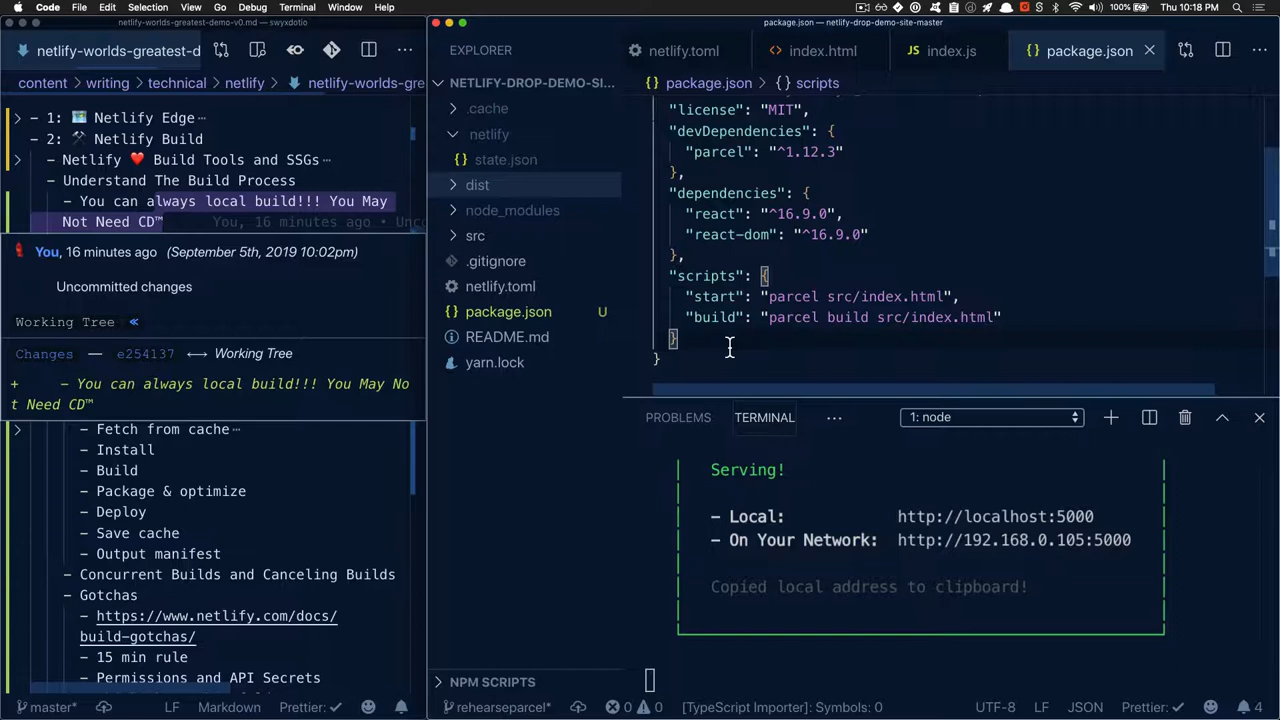 Code File Edit Selection View Go Debug Terminal Window Help 100% Thu 10:18 PM
netlify-worlds-greatest-demo-v0.md — swyxdotio
netlify-worlds-greatest-d
content › writing › technical › netlify › netlify-worlds-gre
- 1: Netlify Edge…
- 2: Netlify Build
- Netlify ❤️ Build Tools and SSGs…
- Understand The Build Process
- You can always local build!!! You May
Not Need CD™ You, 16 minutes ago • Unc
You, 16 minutes ago (September 5th, 2019 10:02pm)
Uncommitted changes
Working Tree «
Changes — e254137 ⟷ Working Tree
+ - You can always local build!!! You May No
t Need CD™
- Fetch from cache…
- Install
- Build
- Package & optimize
- Deploy
- Save cache
- Output manifest
- Concurrent Builds and Canceling Builds
- Gotchas
- https://www.netlify.com/docs/
build-gotchas/
- 15 min rule
- Permissions and API Secrets
master* LF Markdown Prettier: ✓
package.json — netlify-drop-demo-site-master
EXPLORER
NETLIFY-DROP-DEMO-SI...
.cache
netlify
state.json
dist
node_modules
src
.gitignore
netlify.toml
package.json U
README.md
yarn.lock
NPM SCRIPTS
netlify.toml index.html index.js package.json
package.json › {} scripts
"license": "MIT",
"devDependencies": {
"parcel": "^1.12.3"
},
"dependencies": {
"react": "^16.9.0",
"react-dom": "^16.9.0"
},
"scripts": {
"start": "parcel src/index.html",
"build": "parcel build src/index.html"
}
}
PROBLEMS TERMINAL … 1: node
Serving!
- Local: http://localhost:5000
- On Your Network: http://192.168.0.105:5000
Copied local address to clipboard!
rehearseparcel* 0 0 [TypeScript Importer]: Symbols: 0 UTF-8 LF JSON Prettier: ✓ 4